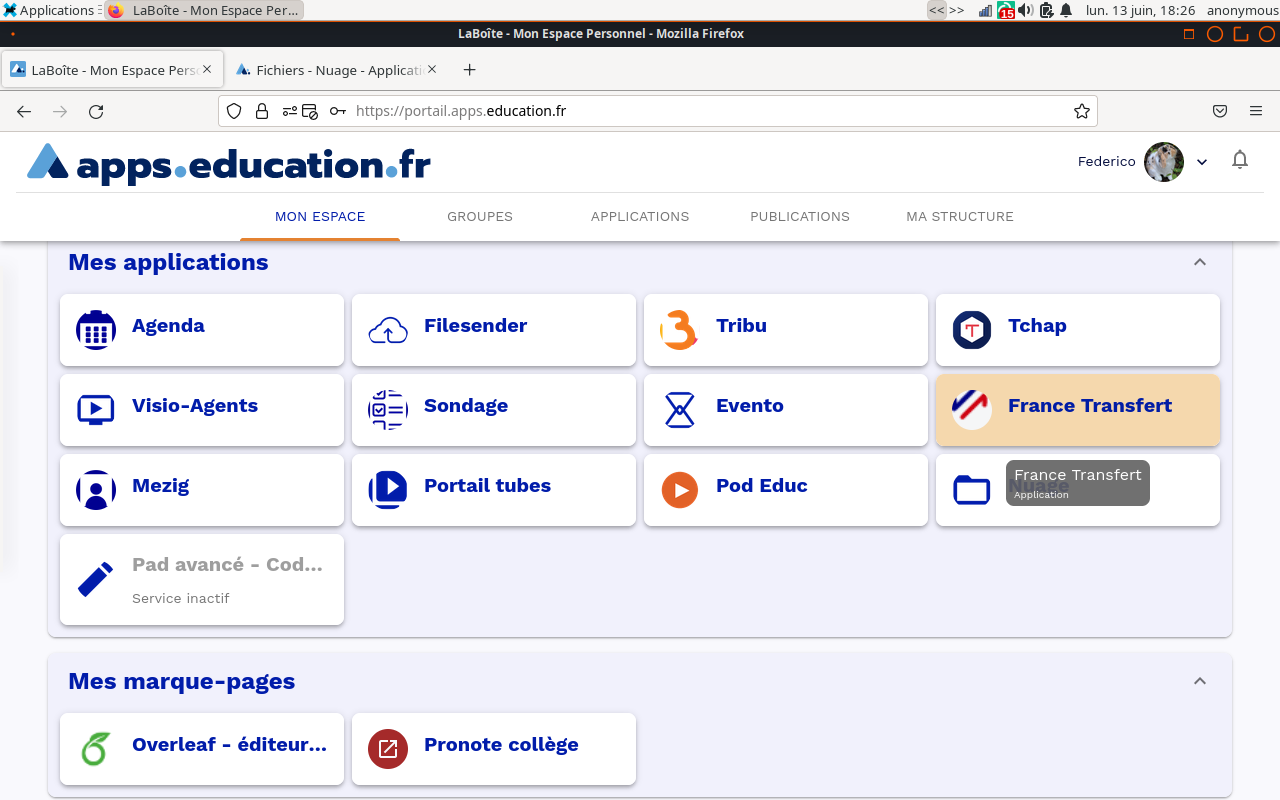 Applications
LaBoîte - Mon Espace Per...
<< >>
15
lun. 13 juin, 18:26
anonymous
LaBoîte - Mon Espace Personnel - Mozilla Firefox
LaBoîte - Mon Espace Pers
Fichiers - Nuage - Applicati
https://portail.apps.education.fr
apps.education.fr
Federico
MON ESPACE
GROUPES
APPLICATIONS
PUBLICATIONS
MA STRUCTURE
Mes applications
Agenda
Filesender
Tribu
Tchap
Visio-Agents
Sondage
Evento
France Transfert
Mezig
Portail tubes
Pod Educ
Nuage
France Transfert
Application
Pad avancé - Cod...
Service inactif
Mes marque-pages
Overleaf - éditeur...
Pronote collège